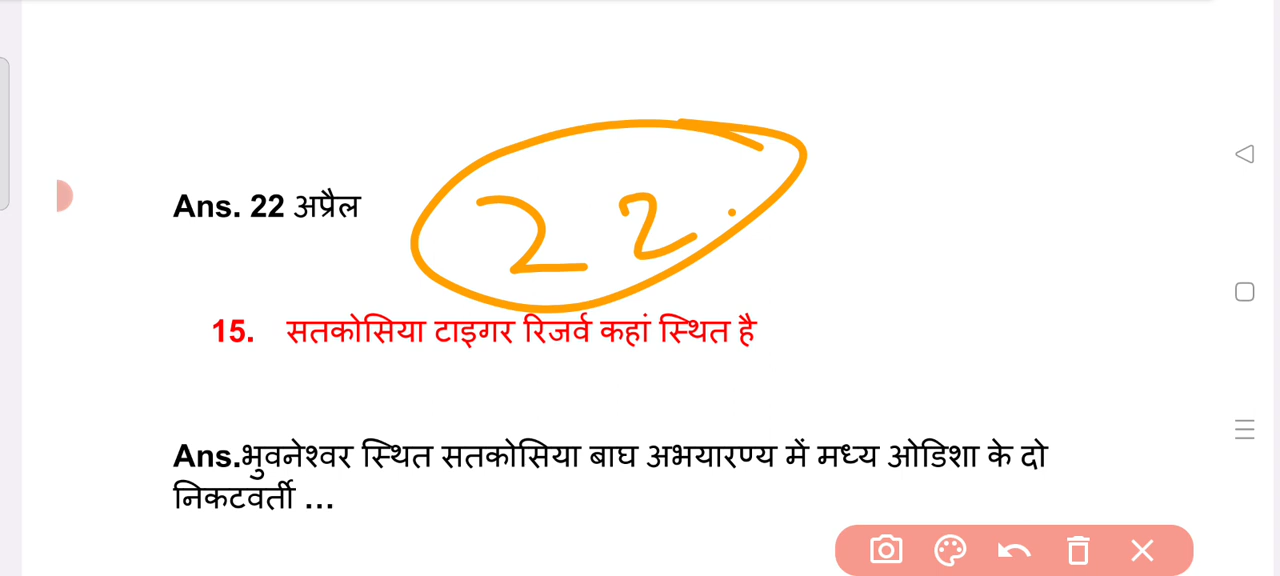 Ans. 22 अप्रैल
22.
15. सतकोसिया टाइगर रिजर्व कहां स्थित है
Ans.भुवनेश्वर स्थित सतकोसिया बाघ अभयारण्य में मध्य ओडिशा के दो
निकटवर्ती ...